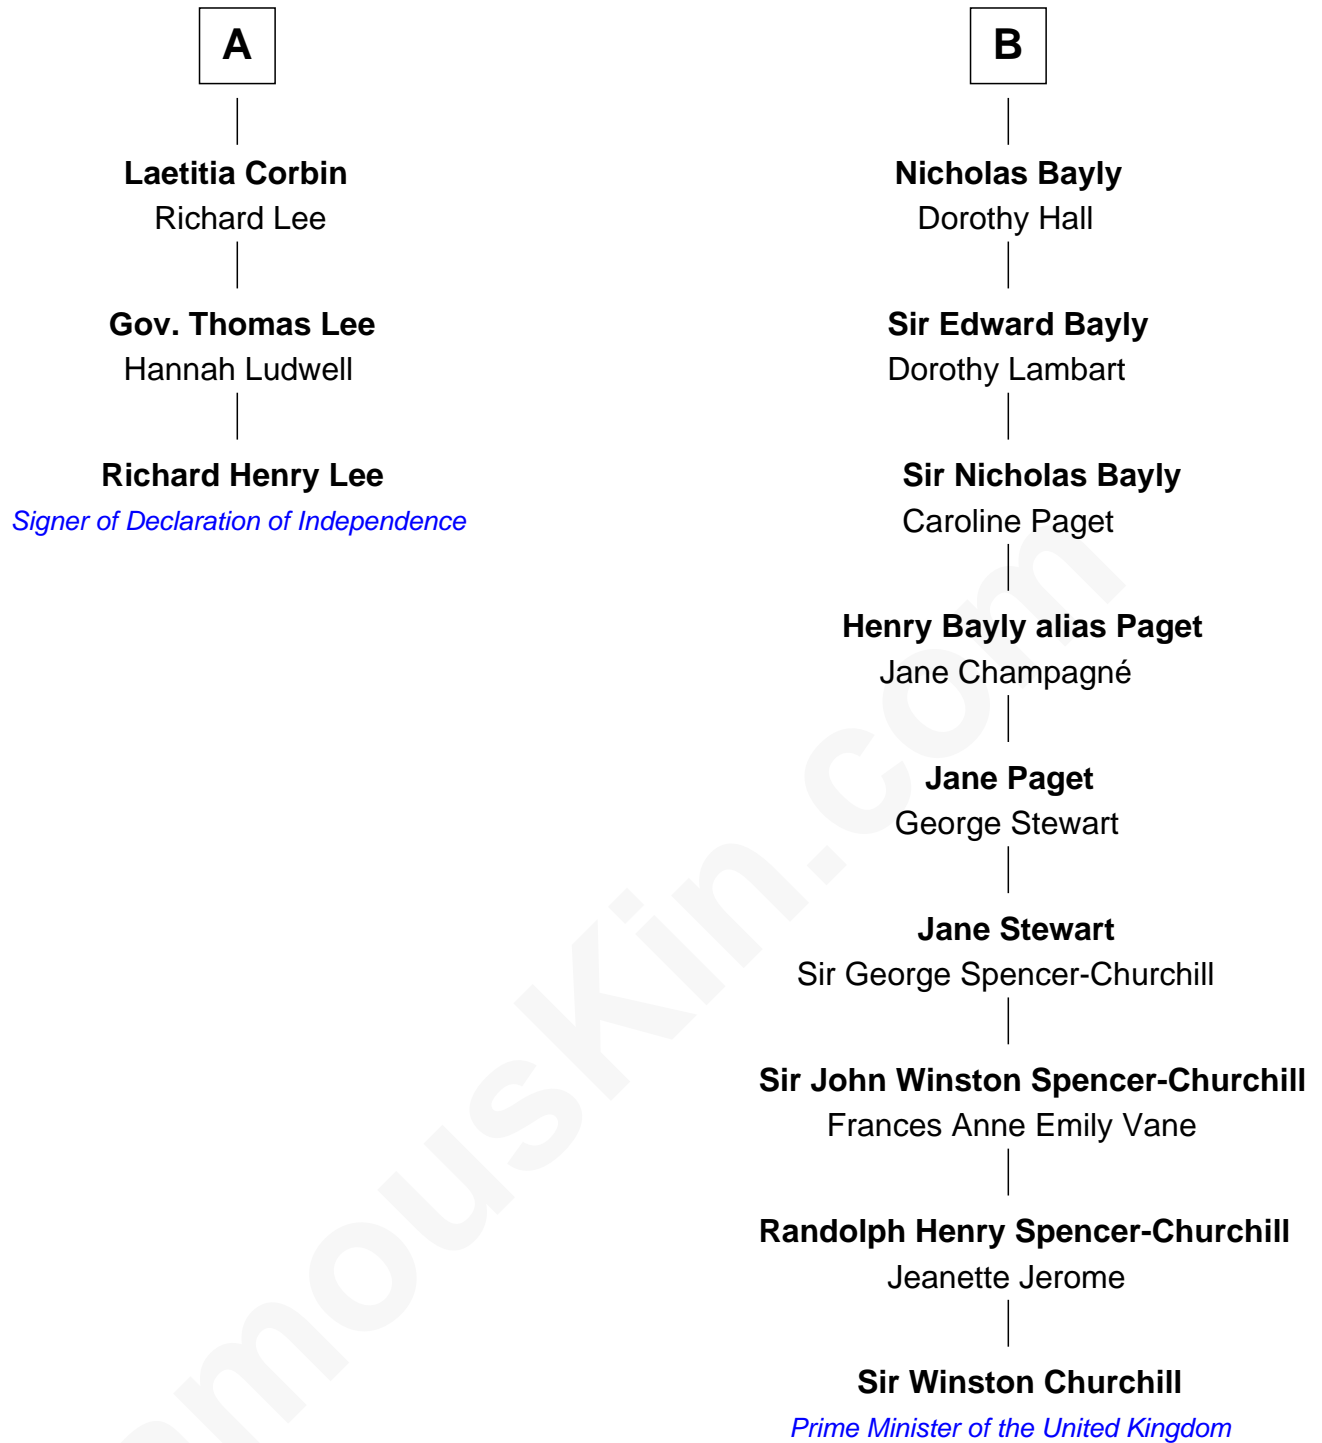 A
Laetitia Corbin
Richard Lee
Gov. Thomas Lee
Hannah Ludwell
Richard Henry Lee
Signer of Declaration of Independence
B
Nicholas Bayly
Dorothy Hall
Sir Edward Bayly
Dorothy Lambart
Sir Nicholas Bayly
Caroline Paget
Henry Bayly alias Paget
Jane Champagné
Jane Paget
George Stewart
Jane Stewart
Sir George Spencer-Churchill
Sir John Winston Spencer-Churchill
Frances Anne Emily Vane
Randolph Henry Spencer-Churchill
Jeanette Jerome
Sir Winston Churchill
Prime Minister of the United Kingdom
amouskin.com